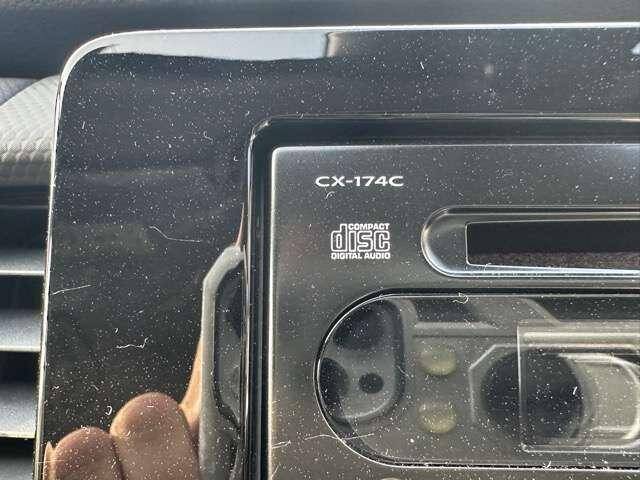 CX-174C
COMPACT
disc
DIGITAL AUDIO